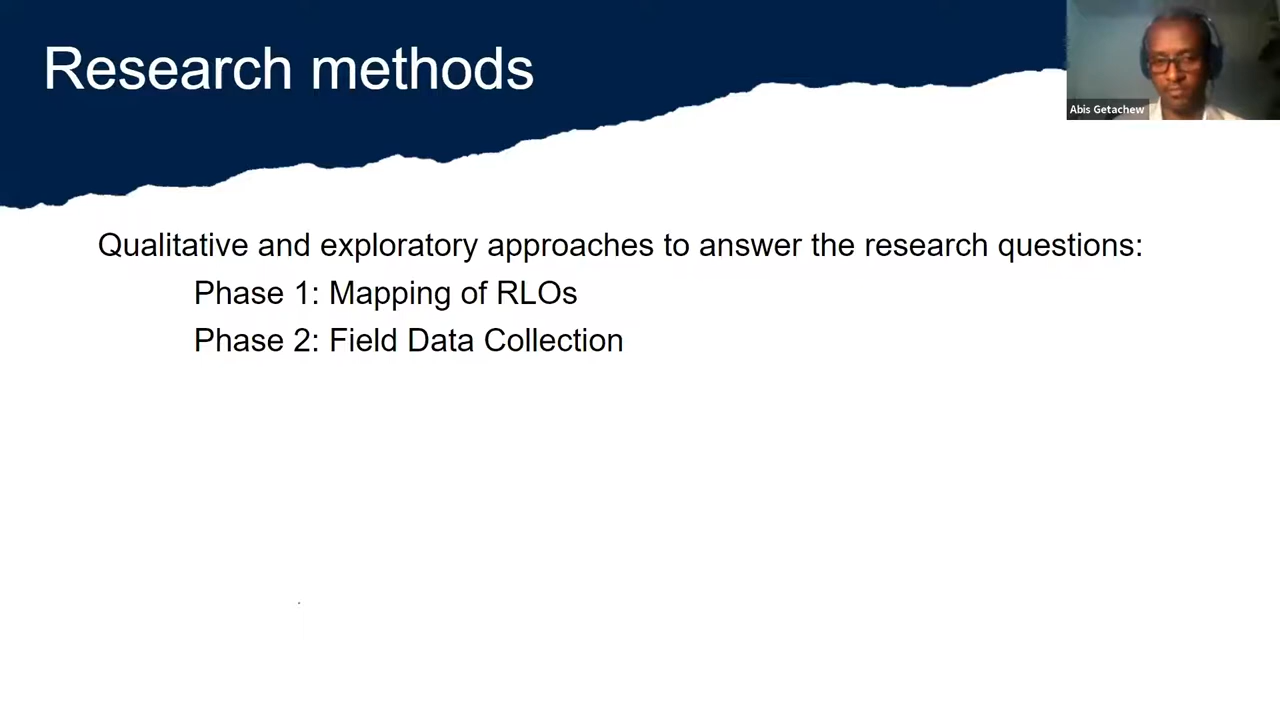 Research methods
Abis Getachew
Qualitative and exploratory approaches to answer the research questions:
Phase 1: Mapping of RLOs
Phase 2: Field Data Collection